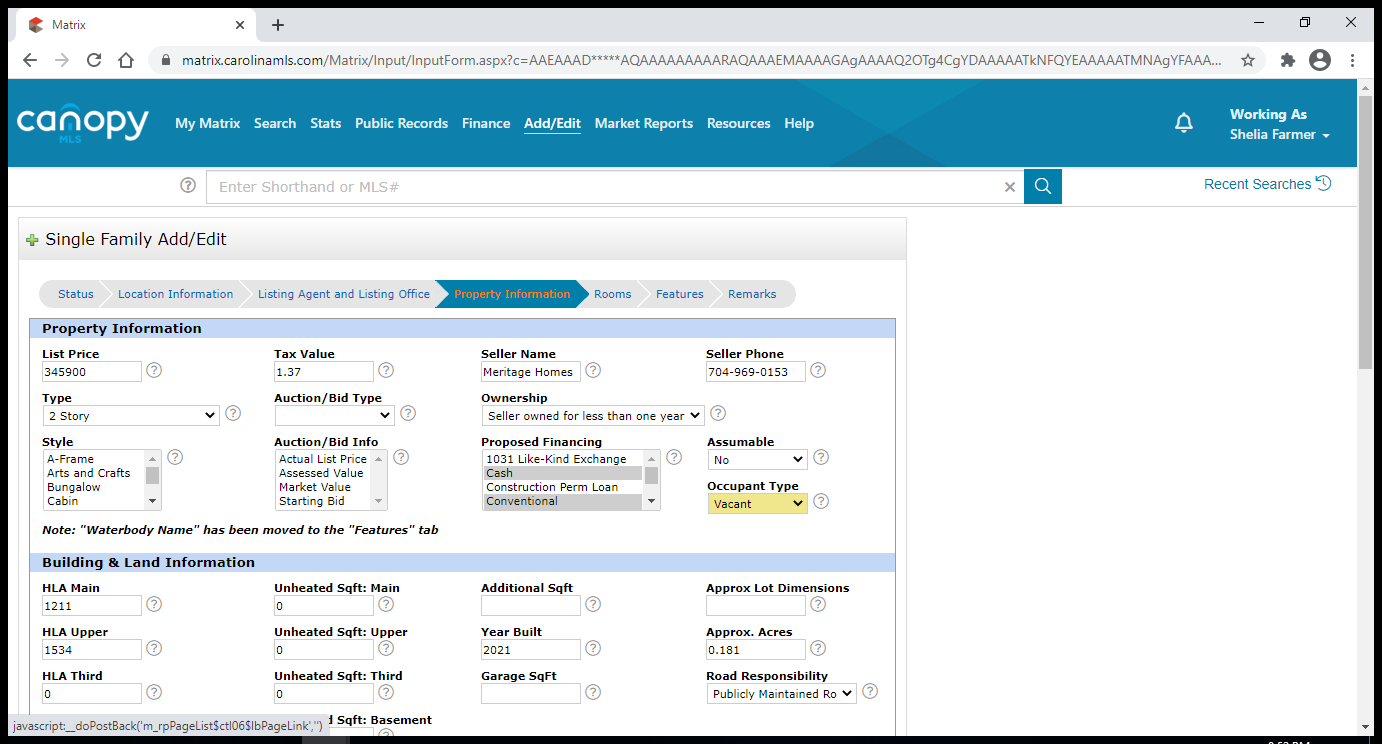 Matrix
matrix.carolinamls.com/Matrix/Input/InputForm.aspx?c=AAEAAAD*****AQAAAAAAAAARAQAAAEMAAAAGAgAAAAQ2OTg4CgYDAAAAATkNFQYEAAAAATMNAgYFAAA...
canopy
MLS
My Matrix Search Stats Public Records Finance Add/Edit Market Reports Resources Help
Working As
Shelia Farmer
Enter Shorthand or MLS#
Recent Searches
Single Family Add/Edit
Status Location Information Listing Agent and Listing Office Property Information Rooms Features Remarks
Property Information
List Price Tax Value Seller Name Seller Phone
345900 1.37 Meritage Homes 704-969-0153
Type Auction/Bid Type Ownership
2 Story Seller owned for less than one year
Style Auction/Bid Info Proposed Financing Assumable
A-Frame Actual List Price 1031 Like-Kind Exchange No
Arts and Crafts Assessed Value Cash
Bungalow Market Value Construction Perm Loan Occupant Type
Cabin Starting Bid Conventional Vacant
Note: "Waterbody Name" has been moved to the "Features" tab
Building & Land Information
HLA Main Unheated Sqft: Main Additional Sqft Approx Lot Dimensions
1211 0
HLA Upper Unheated Sqft: Upper Year Built Approx. Acres
1534 0 2021 0.181
HLA Third Unheated Sqft: Third Garage SqFt Road Responsibility
0 0 Publicly Maintained Ro
d Sqft: Basement
javascript:__doPostBack('m_rpPageList$ctl06$lbPageLink','')